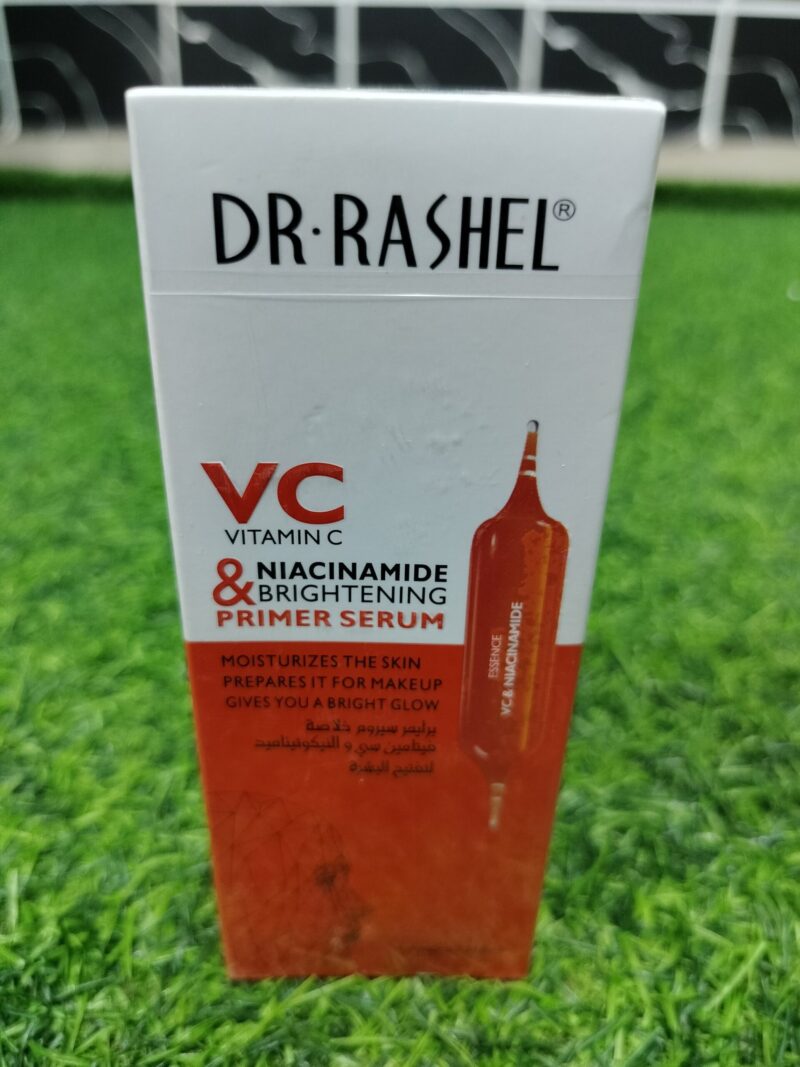 DR·RASHEL®
VC
VITAMIN C
& NIACINAMIDE
BRIGHTENING
PRIMER SERUM
MOISTURIZES THE SKIN
PREPARES IT FOR MAKEUP
GIVES YOU A BRIGHT GLOW
برايمر سيروم خلاصة
فيتامين سي و النيكوتيناميد
لتفتيح البشرة
ESSENCE
VC & NIACINAMIDE